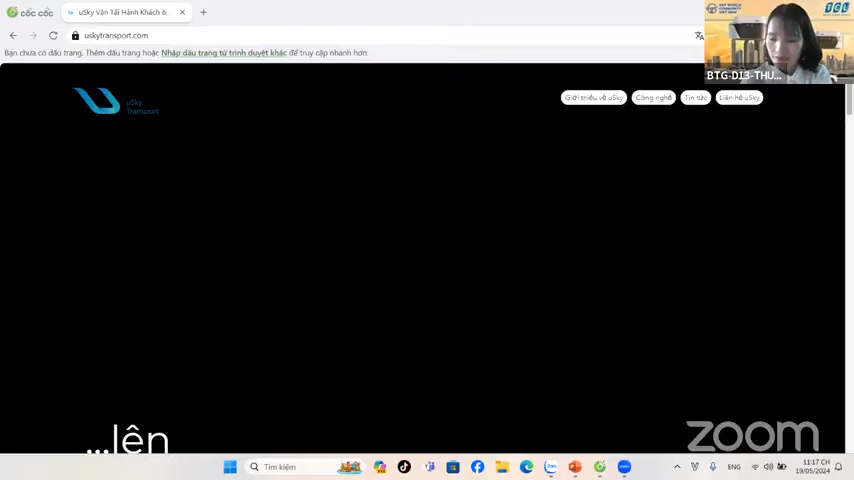 cốc cốc
uSky Vận Tải Hành Khách &
uskytransport.com
Bạn chưa có dấu trang. Thêm dấu trang hoặc Nhập dấu trang từ trình duyệt khác để truy cập nhanh hơn.
TCL
BTG-D13-THU...
uSky
Transport
Giới thiệu về uSky
Công nghệ
Tin tức
Liên hệ uSky
...lên
zoom
Tìm kiếm
ENG
11:17 CH
19/05/2024